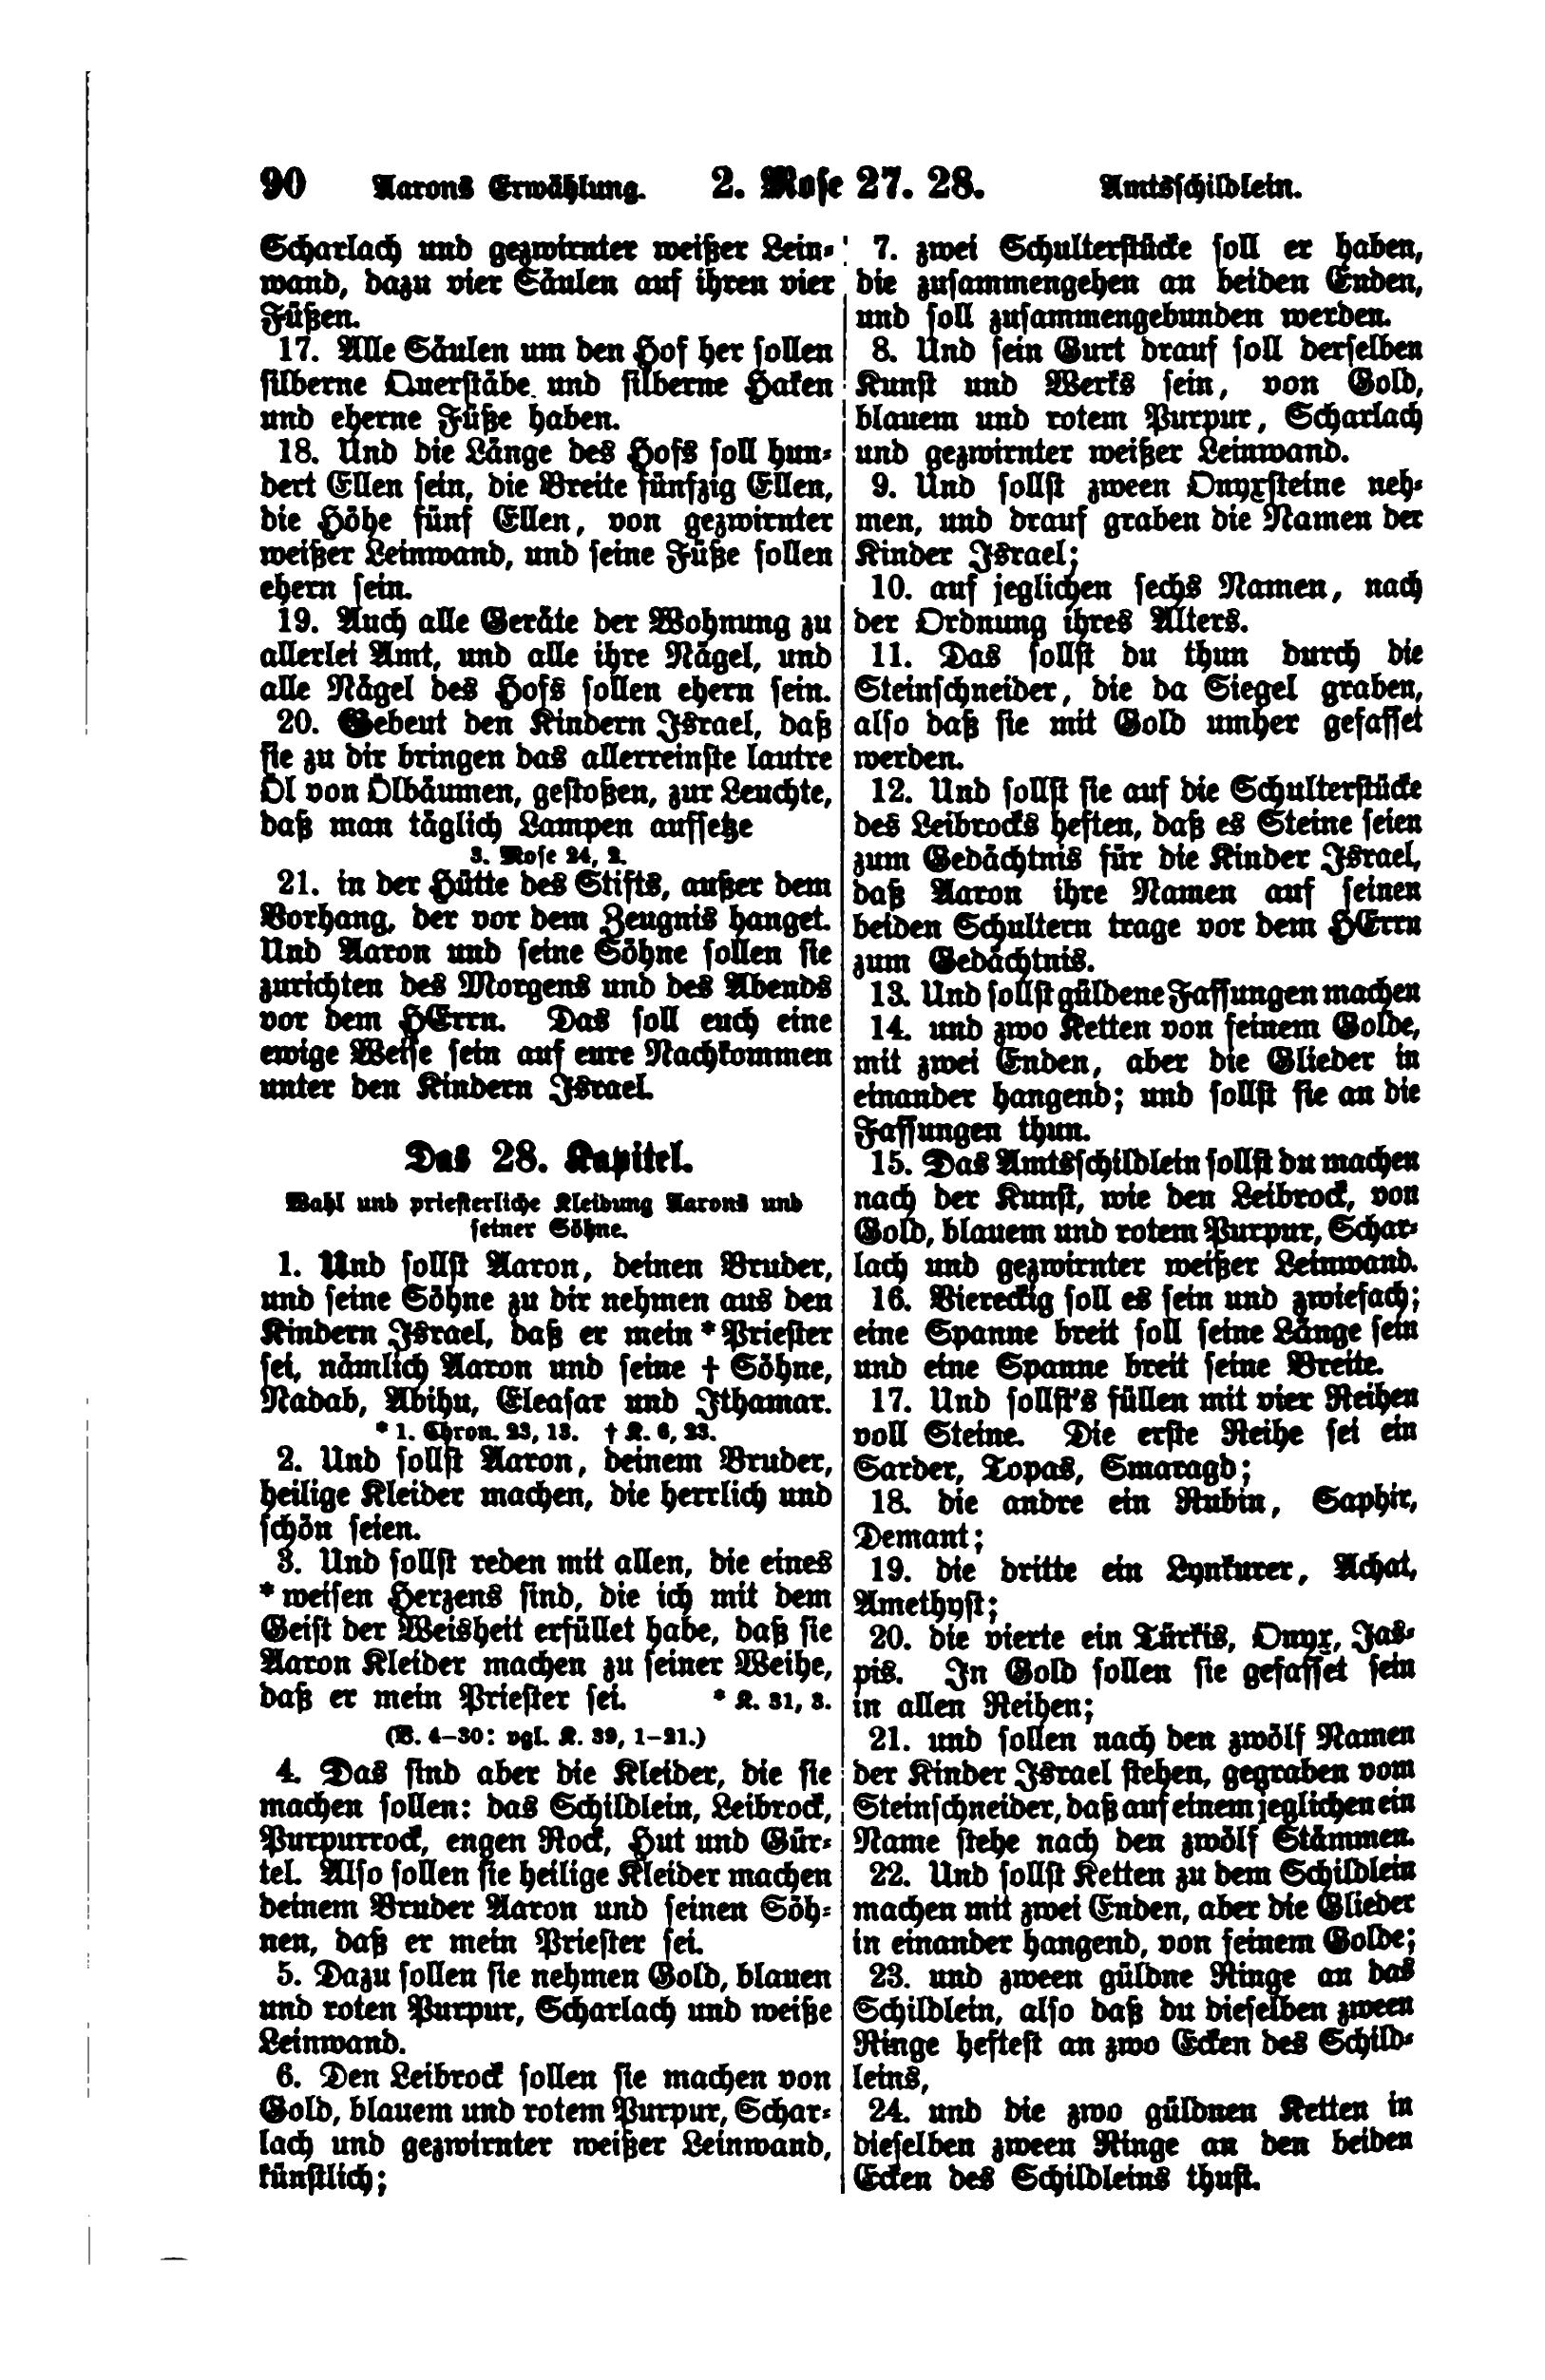 90 Aarons Erwählung. 2. Mose 27. 28. Amtsschildlein.
Scharlach und gezwirnter weißer Lein-
wand, dazu vier Säulen auf ihren vier
Füßen.
17. Alle Säulen um den Hof her sollen
silberne Querstäbe und silberne Haken
und eherne Füße haben.
18. Und die Länge des Hofs soll hun-
dert Ellen sein, die Breite fünfzig Ellen,
die Höhe fünf Ellen, von gezwirnter
weißer Leinwand, und seine Füße sollen
ehern sein.
19. Auch alle Geräte der Wohnung zu
allerlei Amt, und alle ihre Nägel, und
alle Nägel des Hofs sollen ehern sein.
20. Gebeut den Kindern Israel, daß
sie zu dir bringen das allerreinste lautre
Öl von Ölbäumen, gestoßen, zur Leuchte,
daß man täglich Lampen aufsetze
3. Mose 24, 2.
21. in der Hütte des Stifts, außer dem
Vorhang, der vor dem Zeugnis hanget.
Und Aaron und seine Söhne sollen sie
zurichten des Morgens und des Abends
vor dem HErrn. Das soll euch eine
ewige Weise sein auf eure Nachkommen
unter den Kindern Israel.
Das 28. Kapitel.
Wahl und priesterliche Kleidung Aarons und
seiner Söhne.
1. Und sollst Aaron, deinen Bruder,
und seine Söhne zu dir nehmen aus den
Kindern Israel, daß er mein * Priester
sei, nämlich Aaron und seine † Söhne,
Nadab, Abihu, Eleasar und Ithamar.
* 1. Chron. 23, 13. † K. 6, 23.
2. Und sollst Aaron, deinem Bruder,
heilige Kleider machen, die herrlich und
schön seien.
3. Und sollst reden mit allen, die eines
* weisen Herzens sind, die ich mit dem
Geist der Weisheit erfüllet habe, daß sie
Aaron Kleider machen zu seiner Weihe,
daß er mein Priester sei. * K. 31, 3.
(V. 4–30: vgl. K. 39, 1–21.)
4. Das sind aber die Kleider, die sie
machen sollen: das Schildlein, Leibrock,
Purpurrock, engen Rock, Hut und Gür-
tel. Also sollen sie heilige Kleider machen
deinem Bruder Aaron und seinen Söh-
nen, daß er mein Priester sei.
5. Dazu sollen sie nehmen Gold, blauen
und roten Purpur, Scharlach und weiße
Leinwand.
6. Den Leibrock sollen sie machen von
Gold, blauem und rotem Purpur, Schar-
lach und gezwirnter weißer Leinwand,
künstlich;
7. zwei Schulterstücke soll er haben,
die zusammengehen an beiden Enden,
und soll zusammengebunden werden.
8. Und sein Gurt drauf soll derselben
Kunst und Werks sein, von Gold,
blauem und rotem Purpur, Scharlach
und gezwirnter weißer Leinwand.
9. Und sollst zween Onyxsteine neh-
men, und drauf graben die Namen der
Kinder Israel;
10. auf jeglichen sechs Namen, nach
der Ordnung ihres Alters.
11. Das sollst du thun durch die
Steinschneider, die da Siegel graben,
also daß sie mit Gold umher gefasset
werden.
12. Und sollst sie auf die Schulterstücke
des Leibrocks heften, daß es Steine seien
zum Gedächtnis für die Kinder Israel,
daß Aaron ihre Namen auf seinen
beiden Schultern trage vor dem HErrn
zum Gedächtnis.
13. Und sollst güldene Fassungen machen
14. und zwo Ketten von feinem Golde,
mit zwei Enden, aber die Glieder in
einander hangend; und sollst sie an die
Fassungen thun.
15. Das Amtsschildlein sollst du machen
nach der Kunst, wie den Leibrock, von
Gold, blauem und rotem Purpur, Schar-
lach und gezwirnter weißer Leinwand.
16. Viereckig soll es sein und zwiefach;
eine Spanne breit soll seine Länge sein
und eine Spanne breit seine Breite.
17. Und sollst's füllen mit vier Reihen
voll Steine. Die erste Reihe sei ein
Sarder, Topas, Smaragd;
18. die andre ein Rubin, Saphir,
Demant;
19. die dritte ein Lynkurer, Achat,
Amethyst;
20. die vierte ein Türkis, Onyx, Jas-
pis. In Gold sollen sie gefasset sein
in allen Reihen;
21. und sollen nach den zwölf Namen
der Kinder Israel stehen, gegraben vom
Steinschneider, daß auf einem jeglichen ein
Name stehe nach den zwölf Stämmen.
22. Und sollst Ketten zu dem Schildlein
machen mit zwei Enden, aber die Glieder
in einander hangend, von feinem Golde;
23. und zween güldne Ringe an das
Schildlein, also daß du dieselben zween
Ringe heftest an zwo Ecken des Schild-
leins,
24. und die zwo güldnen Ketten in
dieselben zween Ringe an den beiden
Ecken des Schildleins thust.